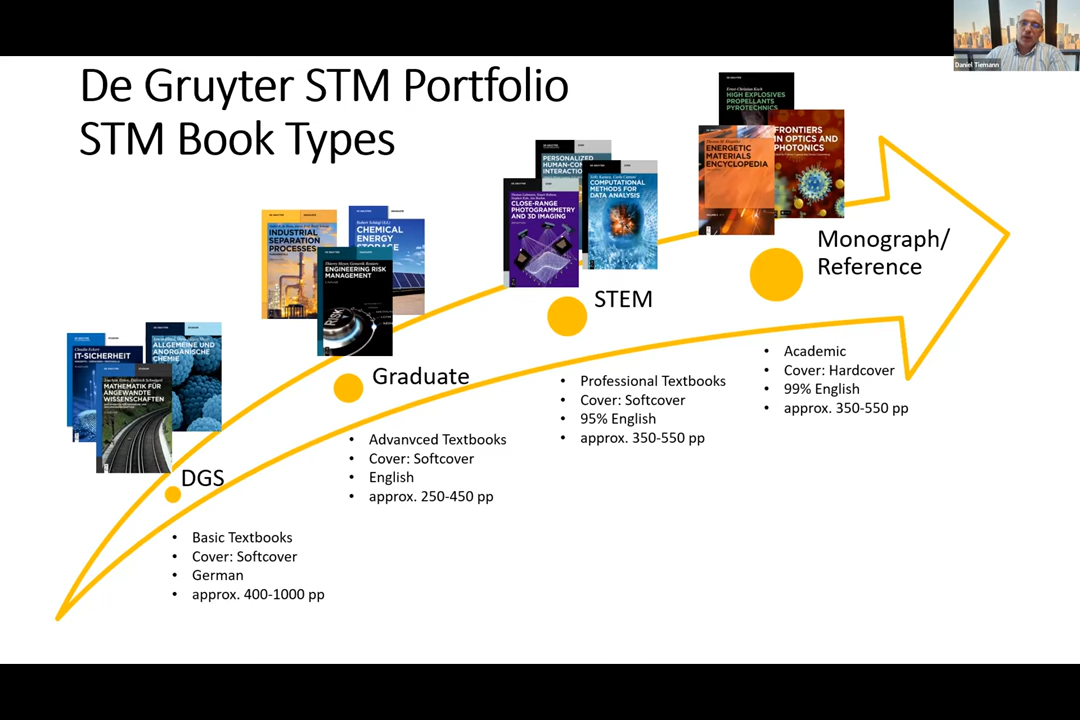 Daniel Tiemann
De Gruyter STM Portfolio
STM Book Types
HIGH EXPLOSIVES
PROPELLANTS
PYROTECHNICS
FRONTIERS
IN OPTICS AND
PHOTONICS
ENERGETIC
MATERIALS
ENCYCLOPEDIA
Monograph/
Reference
Academic
Cover: Hardcover
99% English
approx. 350-550 pp
PERSONALIZED
COMPUTATIONAL
METHODS FOR
DATA ANALYSIS
CLOSE-RANGE
PHOTOGRAMMETRY
AND 3D IMAGING
STEM
Professional Textbooks
Cover: Softcover
95% English
approx. 350-550 pp
INDUSTRIAL
SEPARATION
PROCESSES
CHEMICAL
ENERGY
STORAGE
ENGINEERING RISK
MANAGEMENT
RISK
Graduate
Advanvced Textbooks
Cover: Softcover
English
approx. 250-450 pp
IT-SICHERHEIT
ALLGEMEINE UND
ANORGANISCHE
CHEMIE
MATHEMATIK FÜR
ANGEWANDTE
WISSENSCHAFTEN
DGS
Basic Textbooks
Cover: Softcover
German
approx. 400-1000 pp